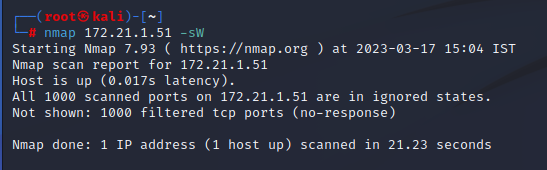 ┌──(root㉿kali)-[~]
└─# nmap 172.21.1.51 -sW
Starting Nmap 7.93 ( https://nmap.org ) at 2023-03-17 15:04 IST
Nmap scan report for 172.21.1.51
Host is up (0.017s latency).
All 1000 scanned ports on 172.21.1.51 are in ignored states.
Not shown: 1000 filtered tcp ports (no-response)
Nmap done: 1 IP address (1 host up) scanned in 21.23 seconds